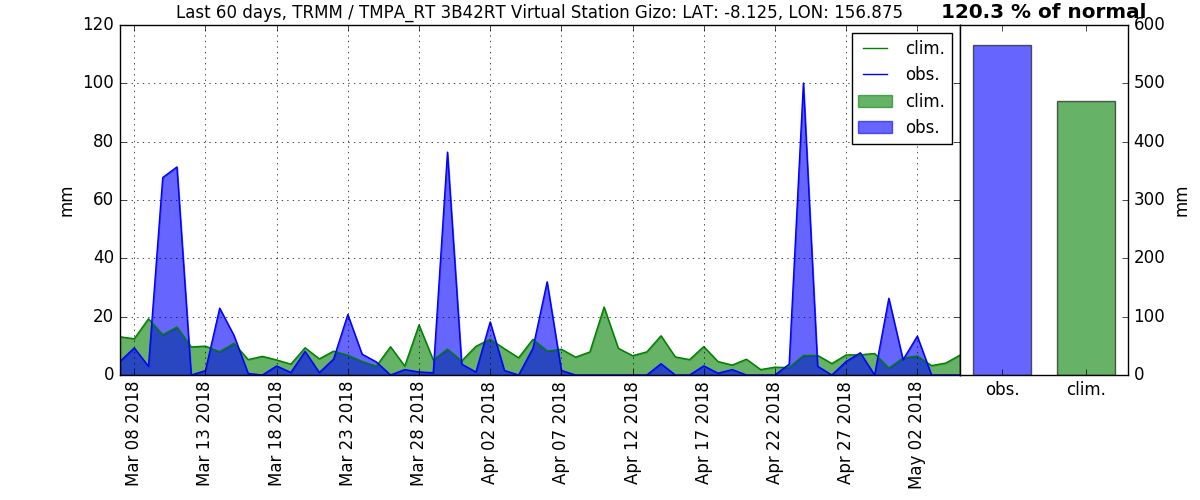 Last 60 days, TRMM / TMPA_RT 3B42RT Virtual Station Gizo: LAT: -8.125, LON: 156.875
120.3 % of normal
120
100
80
60
40
20
0
mm
clim.
obs.
clim.
obs.
Mar 08 2018
Mar 13 2018
Mar 18 2018
Mar 23 2018
Mar 28 2018
Apr 02 2018
Apr 07 2018
Apr 12 2018
Apr 17 2018
Apr 22 2018
Apr 27 2018
May 02 2018
600
500
400
300
200
100
0
mm
obs.
clim.